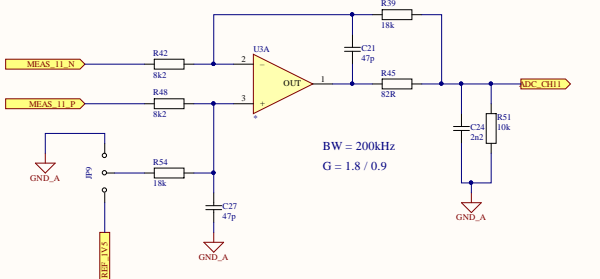 R39
18k
C21
47p
U3A
2
−
OUT
1
3
+
*
MEAS_11_N
R42
8k2
MEAS_11_P
R48
8k2
R45
82R
ADC_CH11
C24
2n2
R51
10k
GND_A
BW = 200kHz
G = 1.8 / 0.9
GND_A
JP9
R54
18k
C27
47p
GND_A
REF_1V5